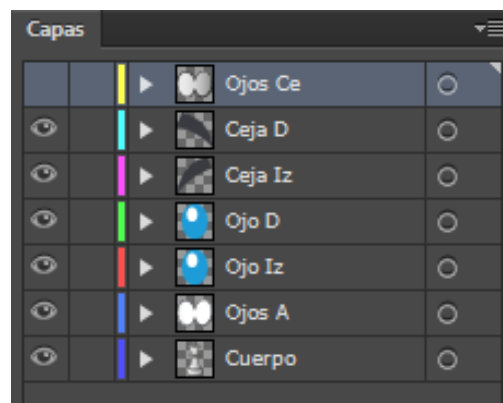 Capas
Ojos Ce
Ceja D
Ceja Iz
Ojo D
Ojo Iz
Ojos A
Cuerpo